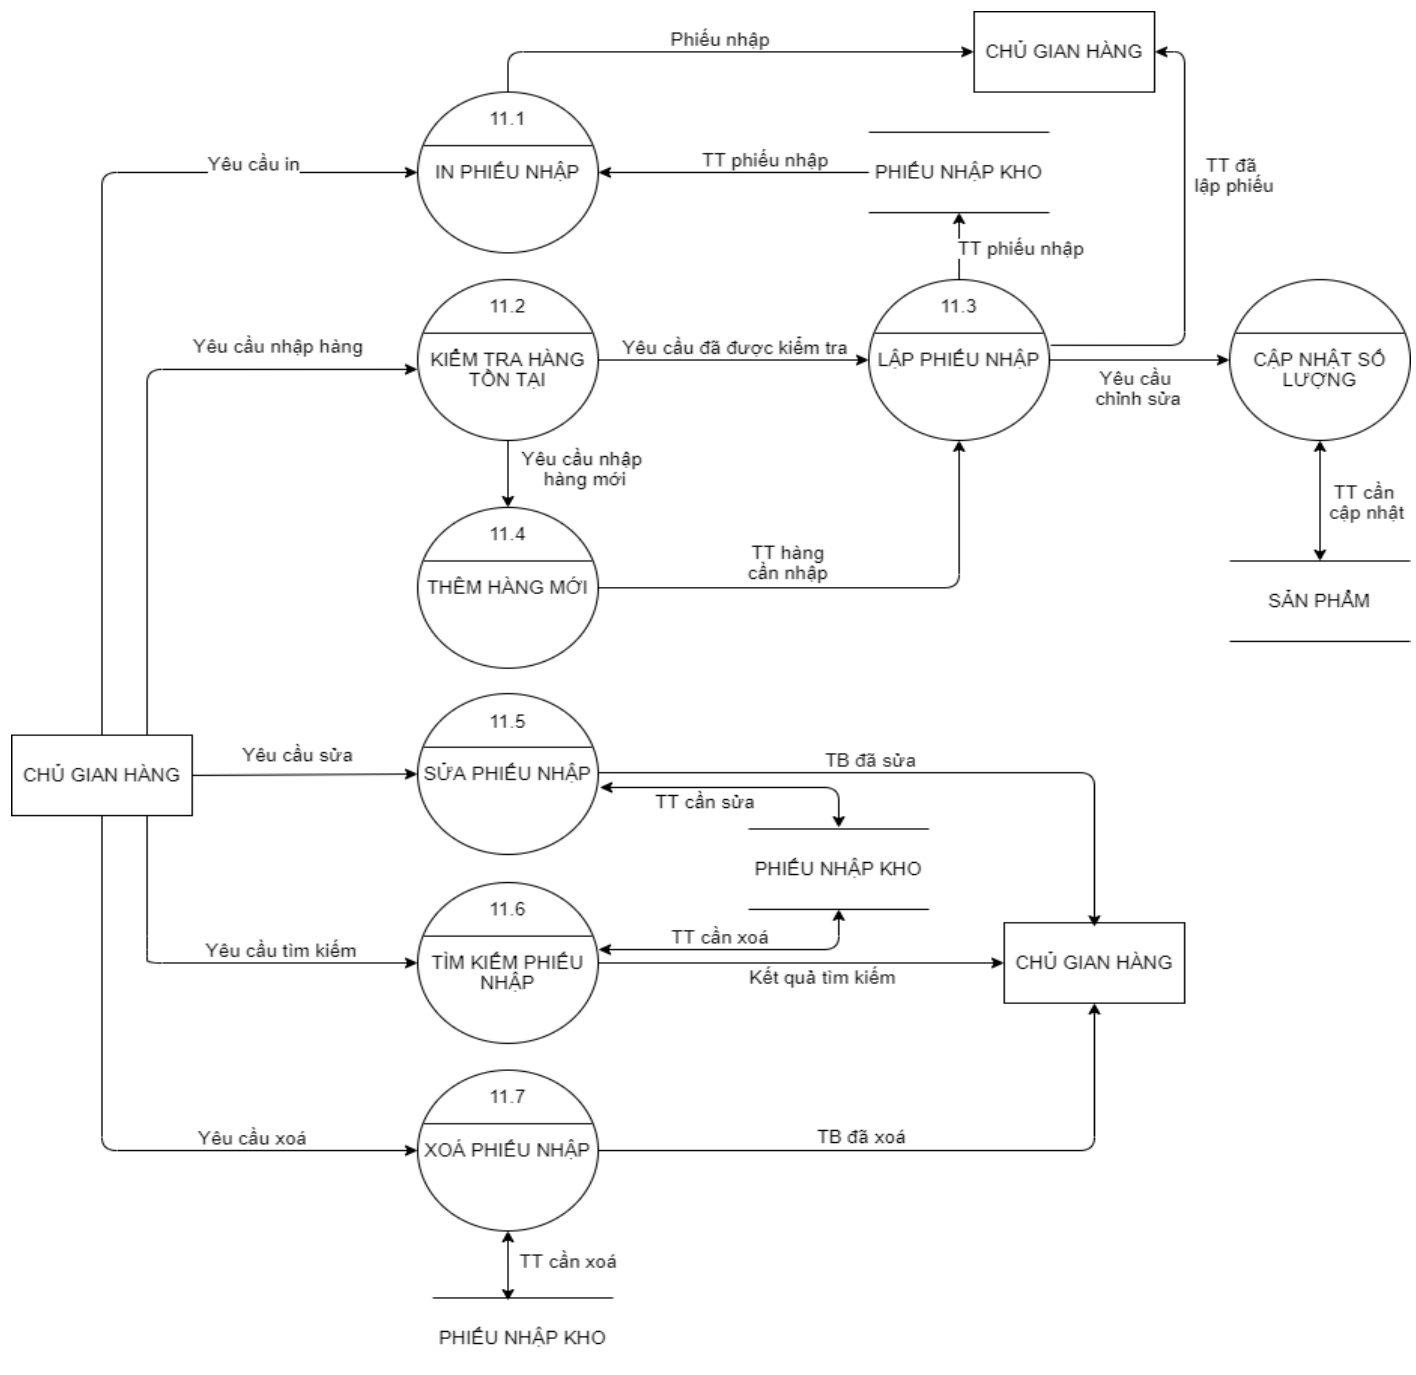 Phiếu nhập
CHỦ GIAN HÀNG
11.1
Yêu cầu in
IN PHIẾU NHẬP
TT phiếu nhập
PHIẾU NHẬP KHO
TT đã
lập phiếu
TT phiếu nhập
11.2
11.3
Yêu cầu nhập hàng
KIỂM TRA HÀNG
TỒN TẠI
Yêu cầu đã được kiểm tra
LẬP PHIẾU NHẬP
Yêu cầu
chỉnh sửa
CẬP NHẬT SỐ
LƯỢNG
Yêu cầu nhập
hàng mới
TT cần
cập nhật
11.4
THÊM HÀNG MỚI
TT hàng
cần nhập
SẢN PHẨM
11.5
CHỦ GIAN HÀNG
Yêu cầu sửa
SỬA PHIẾU NHẬP
TB đã sửa
TT cần sửa
PHIẾU NHẬP KHO
11.6
Yêu cầu tìm kiếm
TÌM KIẾM PHIẾU
NHẬP
TT cần xoá
Kết quả tìm kiếm
CHỦ GIAN HÀNG
11.7
Yêu cầu xoá
XOÁ PHIẾU NHẬP
TB đã xoá
TT cần xoá
PHIẾU NHẬP KHO